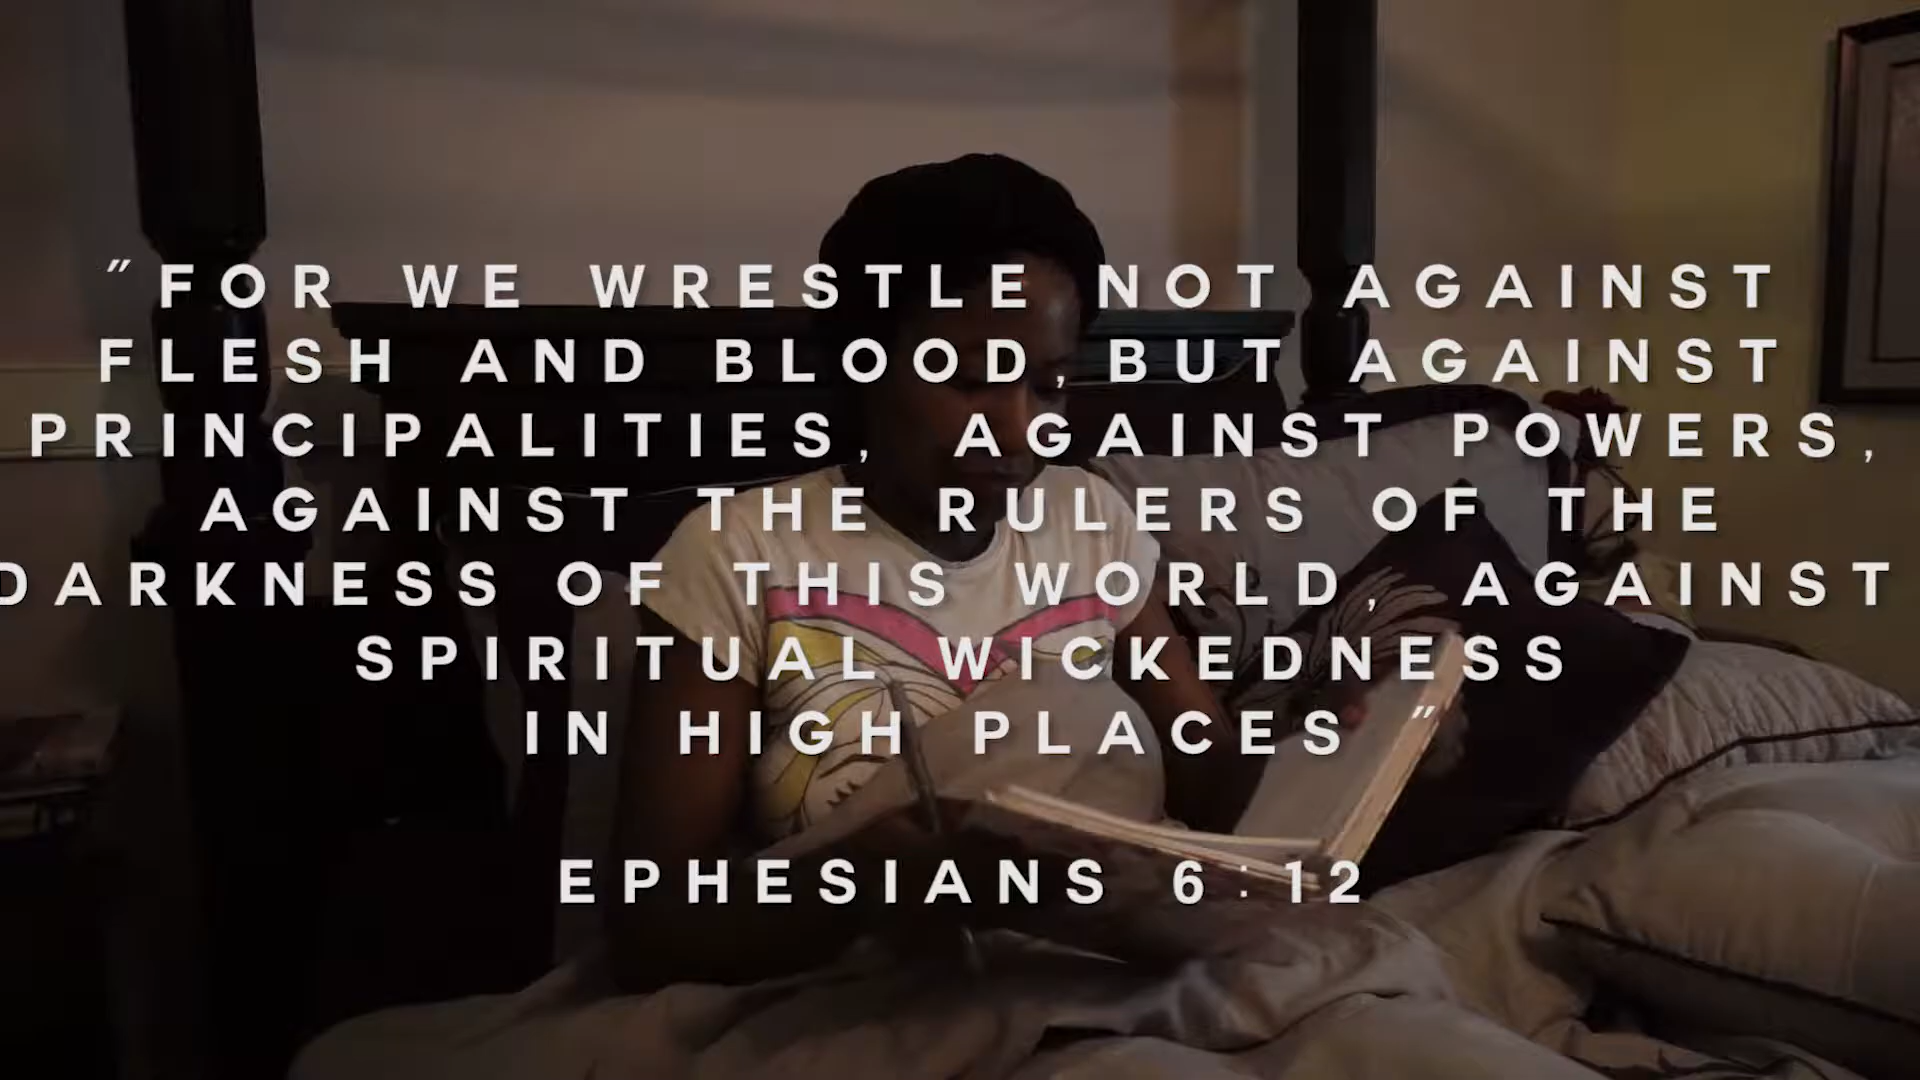 "FOR WE WRESTLE NOT AGAINST
FLESH AND BLOOD, BUT AGAINST
PRINCIPALITIES, AGAINST POWERS,
AGAINST THE RULERS OF THE
DARKNESS OF THIS WORLD, AGAINST
SPIRITUAL WICKEDNESS
IN HIGH PLACES "
EPHESIANS 6:12